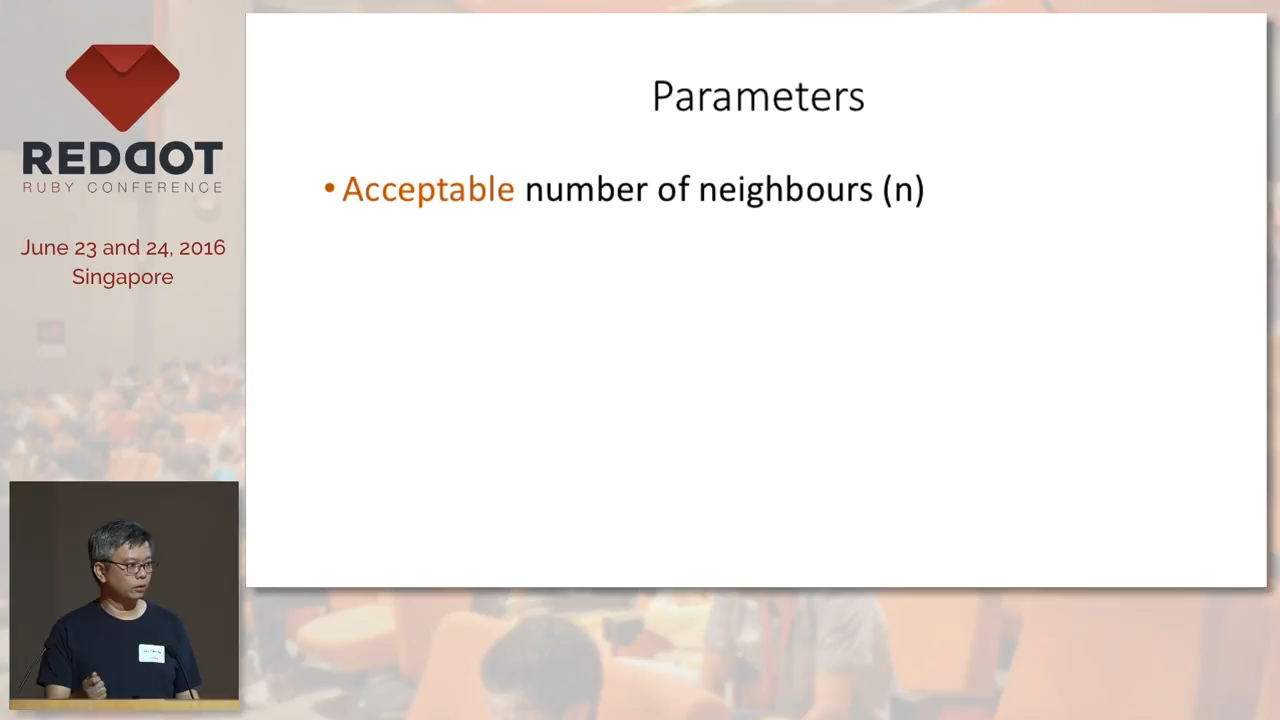 REDDOT
RUBY CONFERENCE
June 23 and 24, 2016
Singapore
Parameters
• Acceptable number of neighbours (n)